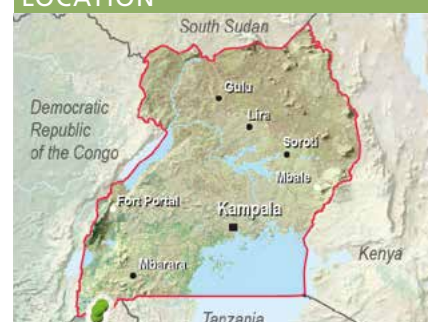 LOCATION
South Sudan
Democratic
Republic
of the Congo
Gulu
Lira
Soroti
Mbale
Fort Portal
Kampala
Kenya
Mbarara
Tanzania